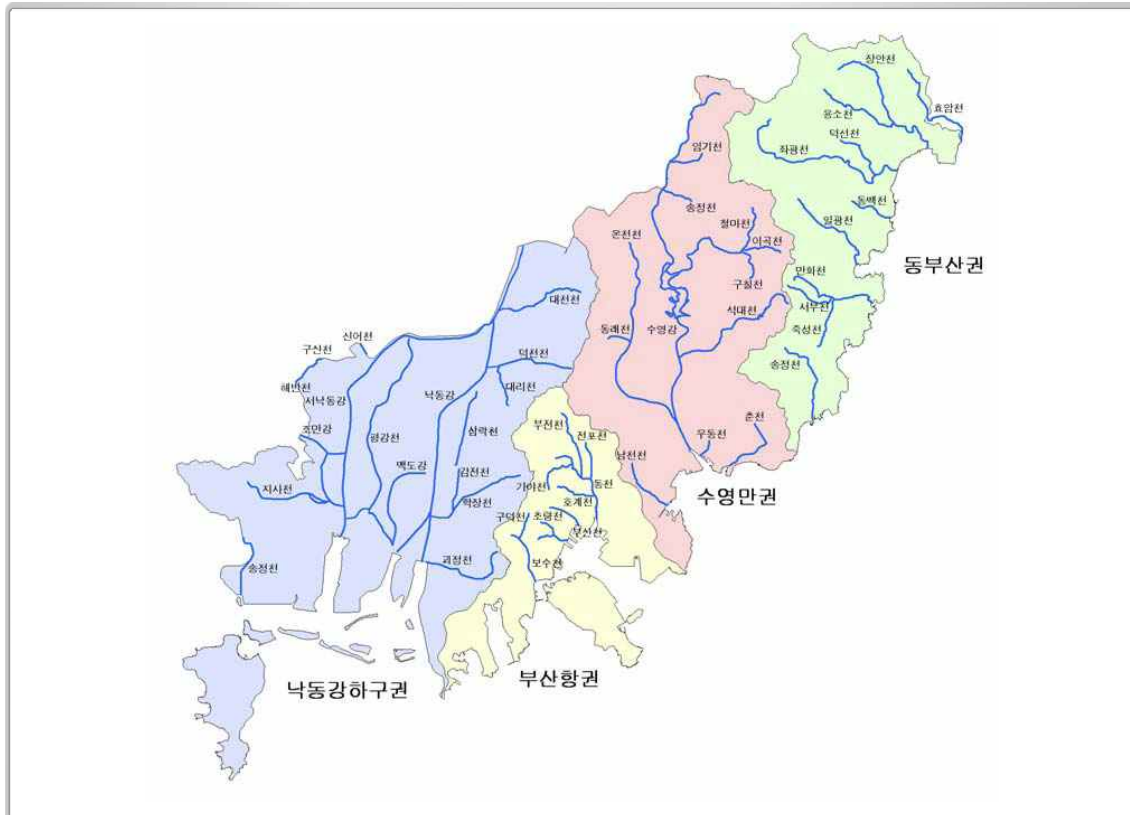 장안천
효암천
용소천
덕선천
좌광천
임기천
송정천
철마천
이곡천
동백천
일광천
온천천
구칠천
만화천
동부산권
대천천
석대천
서부천
죽성천
신어천
동래천
수영강
구산천
덕천천
송정천
혜반천
대리천
서낙동강
낙동강
조만강
평강천
삼락천
부전천
전포천
춘천
우동천
맥도강
감전천
남천천
지사천
기야천
동천
수영만권
학장천
호계천
구덕천
초량천
부산천
송정천
괴정천
보수천
부산항권
낙동강하구권